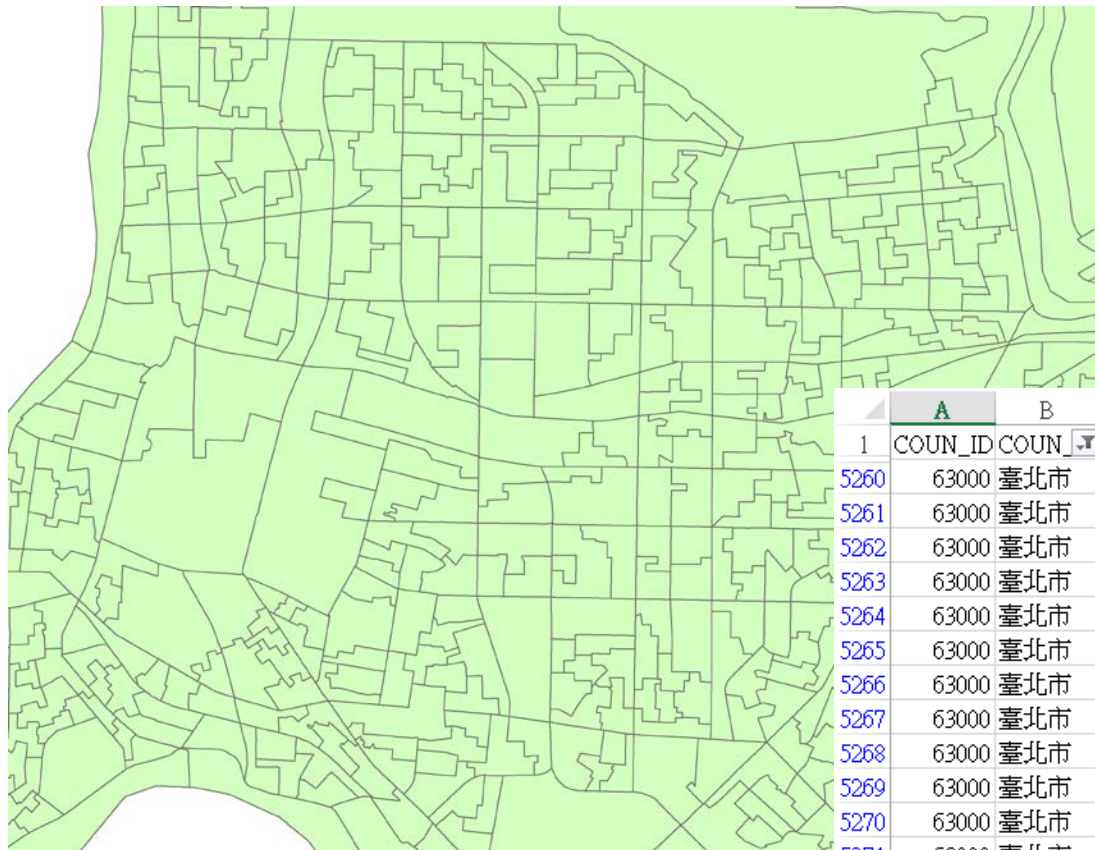 A B
1 COUN_ID COUN_
5260 63000 臺北市
5261 63000 臺北市
5262 63000 臺北市
5263 63000 臺北市
5264 63000 臺北市
5265 63000 臺北市
5266 63000 臺北市
5267 63000 臺北市
5268 63000 臺北市
5269 63000 臺北市
5270 63000 臺北市